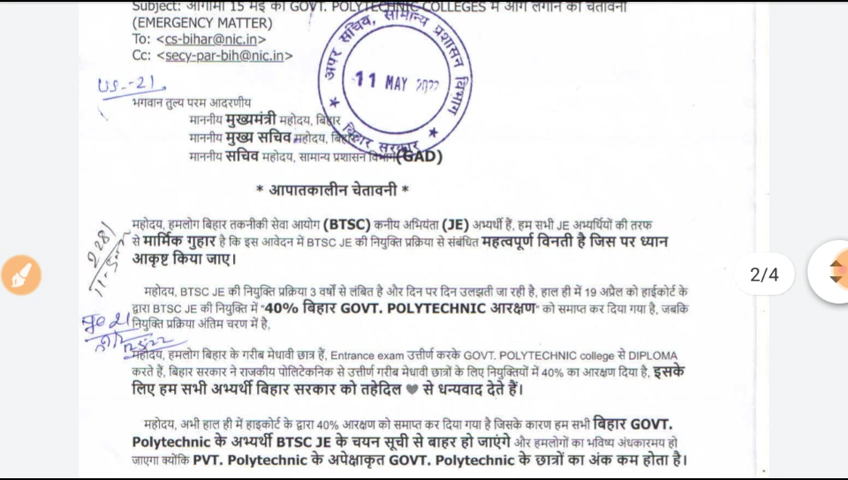 Subject: आगामी 15 मई को GOVT. POLYTECHNIC COLLEGES में आग लगाने की चेतावनी
(EMERGENCY MATTER)
To: <cs-bihar@nic.in>
Cc: <secy-par-bih@nic.in>
US-21
अपर सचिव, सामान्य प्रशासन विभाग
11 MAY 2022
★ बिहार सरकार ★
भगवान तुल्य परम आदरणीय
माननीय मुख्यमंत्री महोदय, बिहार
माननीय मुख्य सचिव महोदय, बिहार
माननीय सचिव महोदय, सामान्य प्रशासन विभाग(GAD)
* आपातकालीन चेतावनी *
महोदय, हमलोग बिहार तकनीकी सेवा आयोग (BTSC) कनीय अभियंता (JE) अभ्यर्थी हैं, हम सभी JE अभ्यर्थियों की तरफ
से मार्मिक गुहार है कि इस आवेदन में BTSC JE की नियुक्ति प्रक्रिया से संबंधित महत्वपूर्ण विनती है जिस पर ध्यान
आकृष्ट किया जाए।
2281
2/4
महोदय, BTSC JE की नियुक्ति प्रक्रिया 3 वर्षों से लंबित है और दिन पर दिन उलझती जा रही है, हाल ही में 19 अप्रैल को हाईकोर्ट के
द्वारा BTSC JE की नियुक्ति में "40% बिहार GOVT. POLYTECHNIC आरक्षण" को समाप्त कर दिया गया है, जबकि
नियुक्ति प्रक्रिया अंतिम चरण में है,
महोदय, हमलोग बिहार के गरीब मेधावी छात्र हैं, Entrance exam उत्तीर्ण करके GOVT. POLYTECHNIC college से DIPLOMA
करते हैं, बिहार सरकार ने राजकीय पोलिटेकनिक से उत्तीर्ण गरीब मेधावी छात्रों के लिए नियुक्तियों में 40% का आरक्षण दिया है, इसके
लिए हम सभी अभ्यर्थी बिहार सरकार को तहेदिल ♥ से धन्यवाद देते हैं।
महोदय, अभी हाल ही में हाइकोर्ट के द्वारा 40% आरक्षण को समाप्त कर दिया गया है जिसके कारण हम सभी बिहार GOVT.
Polytechnic के अभ्यर्थी BTSC JE के चयन सूची से बाहर हो जाएंगे और हमलोगों का भविष्य अंधकारमय हो
जाएगा क्योंकि PVT. Polytechnic के अपेक्षाकृत GOVT. Polytechnic के छात्रों का अंक कम होता है।